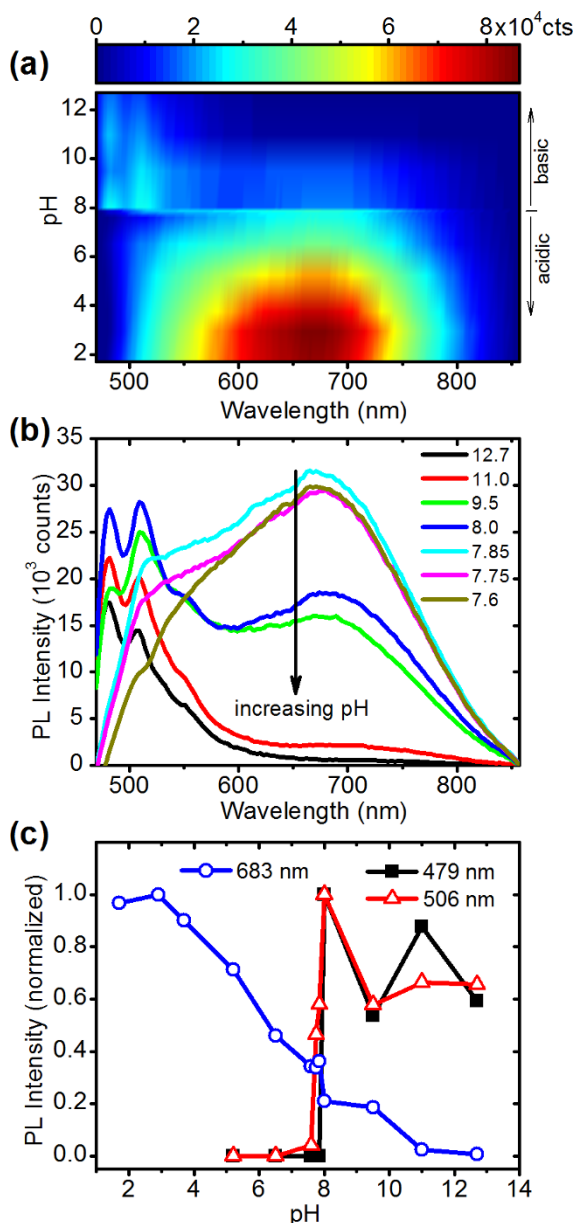 0 2 4 6 8x10⁴cts
(a)
12
10
8
6
4
2
pH
basic
acidic
500 600 700 800
Wavelength (nm)
(b)
35
30
25
20
15
10
5
0
PL Intensity (10³ counts)
12.7
11.0
9.5
8.0
7.85
7.75
7.6
increasing pH
500 600 700 800
Wavelength (nm)
(c)
683 nm
479 nm
506 nm
1.0
0.8
0.6
0.4
0.2
0.0
PL Intensity (normalized)
2 4 6 8 10 12 14
pH